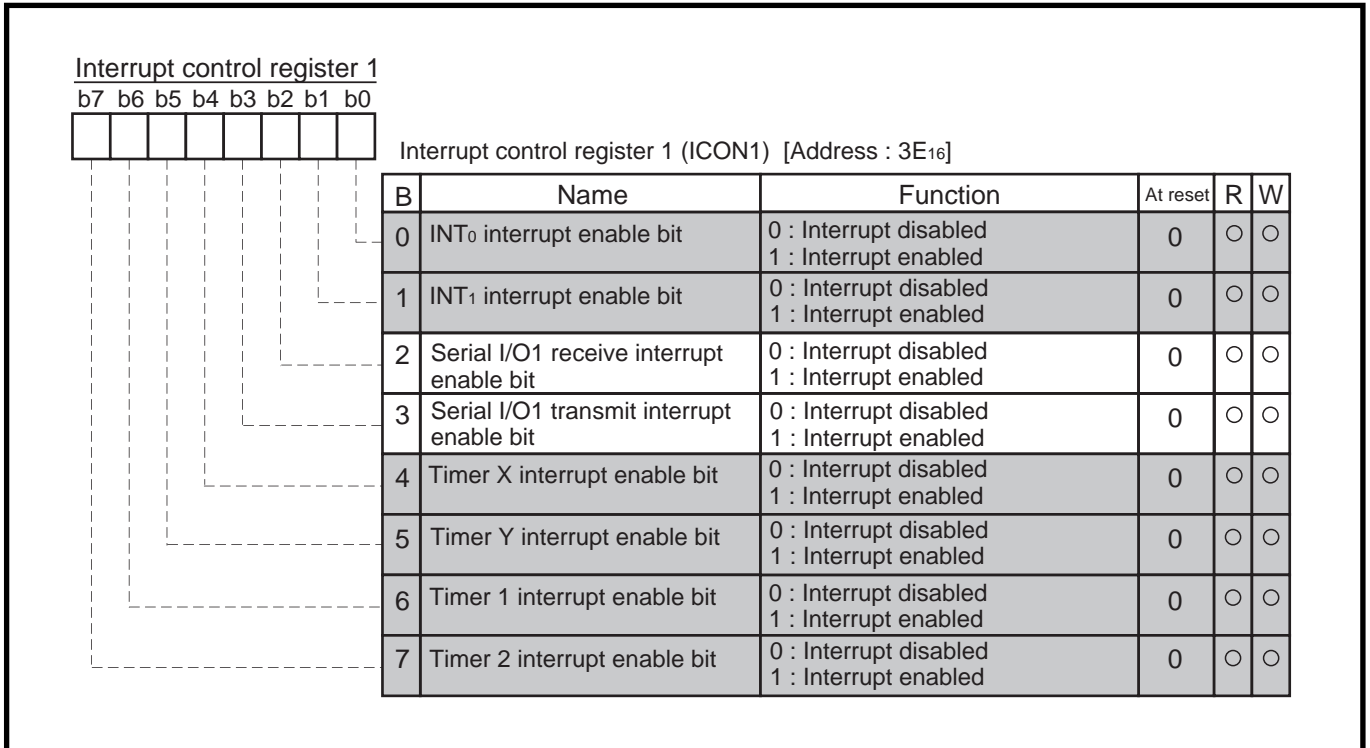 Interrupt control register 1
b7 b6 b5 b4 b3 b2 b1 b0
Interrupt control register 1 (ICON1) [Address : 3E16]
B Name Function At reset R W
0 INT0 interrupt enable bit 0 : Interrupt disabled 0 ○ ○
1 : Interrupt enabled
1 INT1 interrupt enable bit 0 : Interrupt disabled 0 ○ ○
1 : Interrupt enabled
2 Serial I/O1 receive interrupt 0 : Interrupt disabled 0 ○ ○
enable bit 1 : Interrupt enabled
3 Serial I/O1 transmit interrupt 0 : Interrupt disabled 0 ○ ○
enable bit 1 : Interrupt enabled
4 Timer X interrupt enable bit 0 : Interrupt disabled 0 ○ ○
1 : Interrupt enabled
5 Timer Y interrupt enable bit 0 : Interrupt disabled 0 ○ ○
1 : Interrupt enabled
6 Timer 1 interrupt enable bit 0 : Interrupt disabled 0 ○ ○
1 : Interrupt enabled
7 Timer 2 interrupt enable bit 0 : Interrupt disabled 0 ○ ○
1 : Interrupt enabled